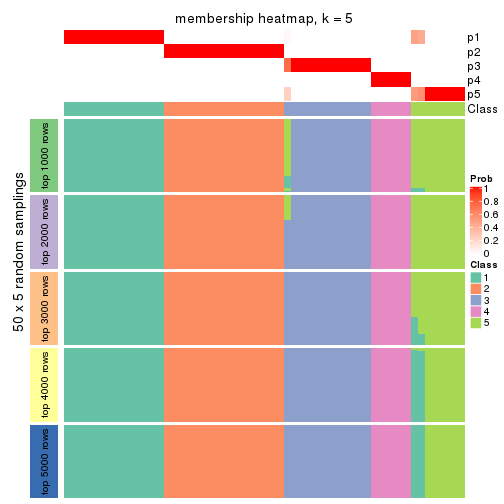 membership heatmap, k = 5
p1
p2
p3
p4
p5
Class
50 x 5 random samplings
top 1000 rows
top 2000 rows
top 3000 rows
top 4000 rows
top 5000 rows
Prob
1
0.8
0.6
0.4
0.2
0
Class
1
2
3
4
5